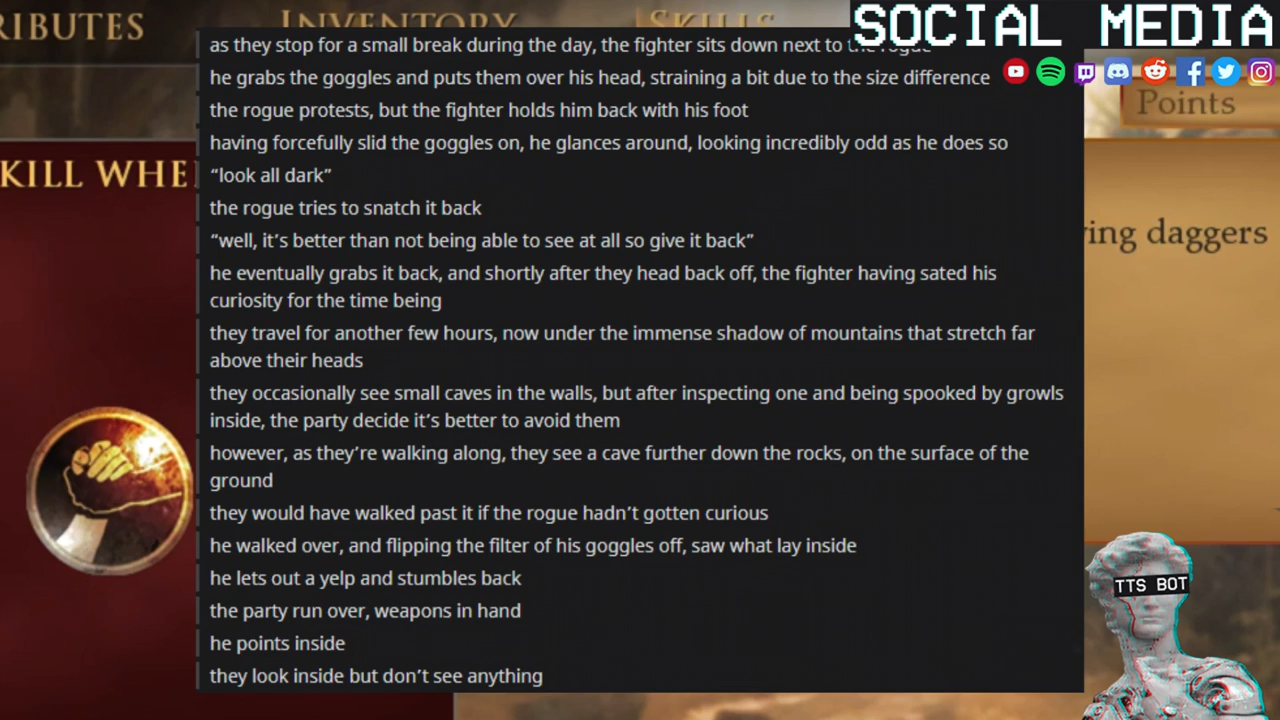 RIBUTES
INVENTORY
SKILLS
SOCIAL MEDIA
Points
KILL WHE
ing daggers
as they stop for a small break during the day, the fighter sits down next to the rogue
he grabs the goggles and puts them over his head, straining a bit due to the size difference
the rogue protests, but the fighter holds him back with his foot
having forcefully slid the goggles on, he glances around, looking incredibly odd as he does so
“look all dark”
the rogue tries to snatch it back
“well, it’s better than not being able to see at all so give it back”
he eventually grabs it back, and shortly after they head back off, the fighter having sated his
curiosity for the time being
they travel for another few hours, now under the immense shadow of mountains that stretch far
above their heads
they occasionally see small caves in the walls, but after inspecting one and being spooked by growls
inside, the party decide it’s better to avoid them
however, as they’re walking along, they see a cave further down the rocks, on the surface of the
ground
they would have walked past it if the rogue hadn’t gotten curious
he walked over, and flipping the filter of his goggles off, saw what lay inside
he lets out a yelp and stumbles back
the party run over, weapons in hand
he points inside
they look inside but don’t see anything
TTS BOT